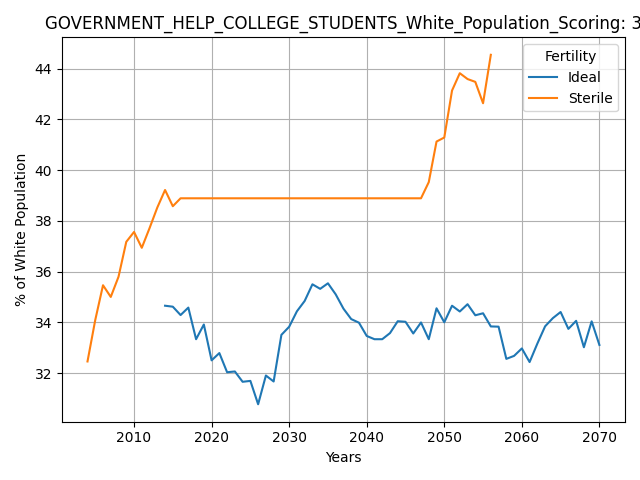 GOVERNMENT_HELP_COLLEGE_STUDENTS_White_Population_Scoring: 3
Fertility
Ideal
Sterile
% of White Population
44
42
40
38
36
34
32
2010 2020 2030 2040 2050 2060 2070
Years